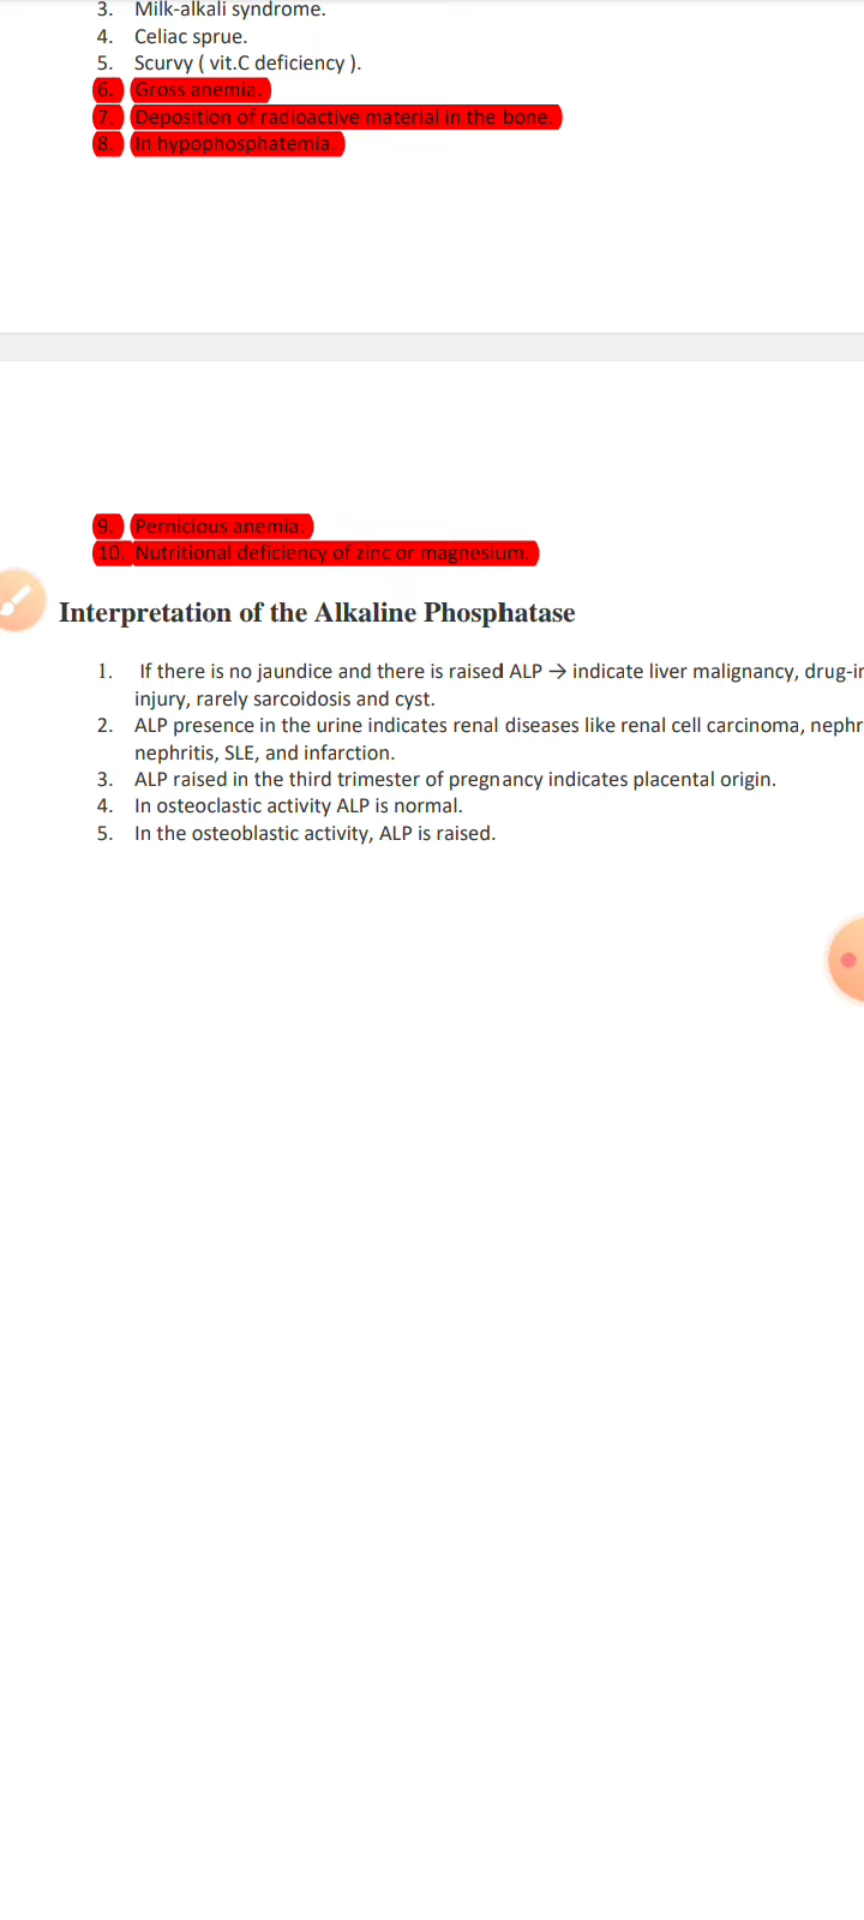 3. Milk-alkali syndrome.
4. Celiac sprue.
5. Scurvy ( vit.C deficiency ).
6. Gross anemia.
7. Deposition of radioactive material in the bone.
8. In hypophosphatemia.
9. Pernicious anemia.
10. Nutritional deficiency of zinc or magnesium.
Interpretation of the Alkaline Phosphatase
1. If there is no jaundice and there is raised ALP → indicate liver malignancy,
injury, rarely sarcoidosis and cyst.
2. ALP presence in the urine indicates renal diseases like renal cell carcinoma,
nephritis, SLE, and infarction.
3. ALP raised in the third trimester of pregnancy indicates placental origin.
4. In osteoclastic activity ALP is normal.
5. In the osteoblastic activity, ALP is raised.